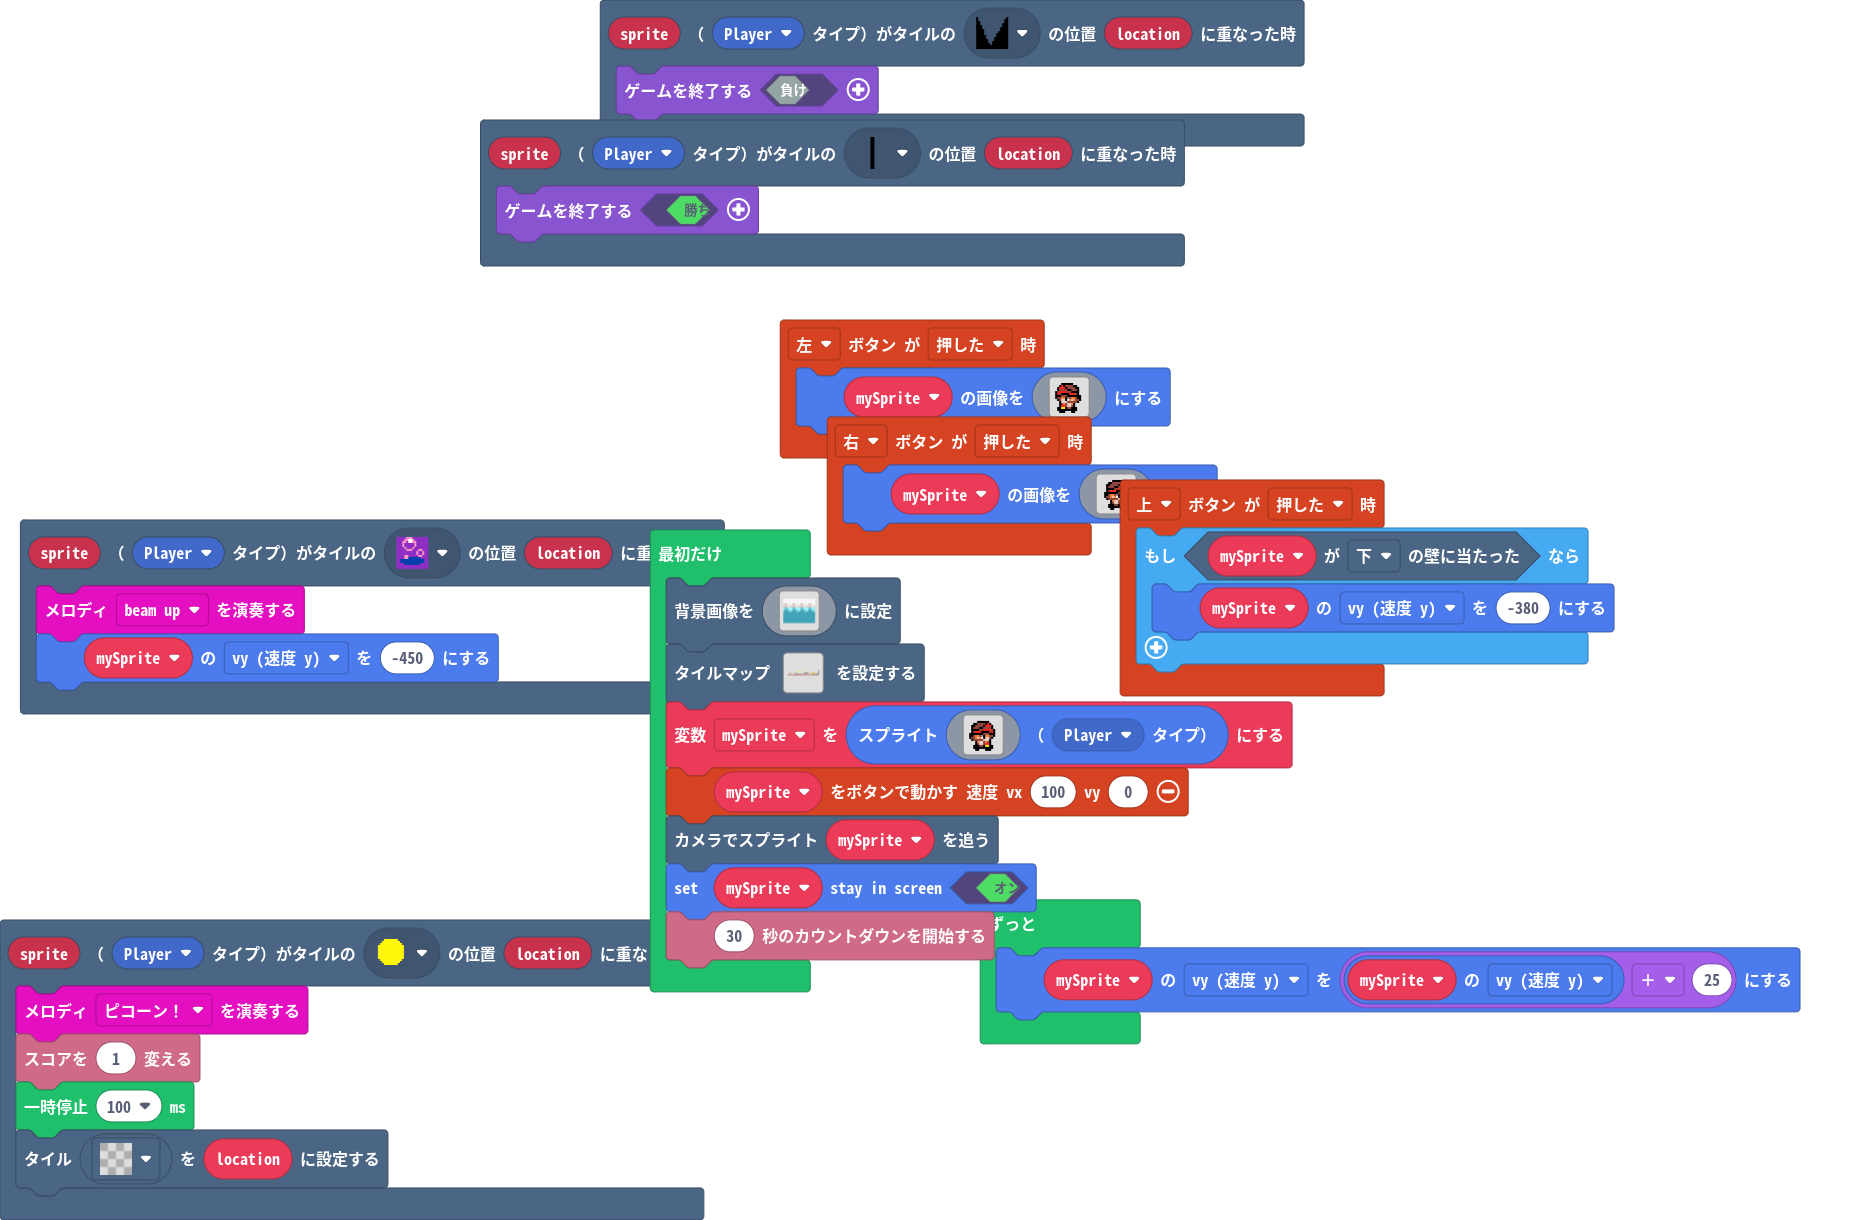 sprite （ Player タイプ）がタイルの の位置 location に重なった時
ゲームを終了する 負け
sprite （ Player タイプ）がタイルの の位置 location に重なった時
ゲームを終了する 勝ち
左 ボタン が 押した 時
mySprite の画像を にする
右 ボタン が 押した 時
mySprite の画像を
上 ボタン が 押した 時
もし mySprite が 下 の壁に当たった なら
mySprite の vy (速度 y) を -380 にする
sprite （ Player タイプ）がタイルの の位置 location に重
メロディ beam up を演奏する
mySprite の vy (速度 y) を -450 にする
最初だけ
背景画像を に設定
タイルマップ を設定する
変数 mySprite を スプライト （ Player タイプ） にする
mySprite をボタンで動かす 速度 vx 100 vy 0
カメラでスプライト mySprite を追う
set mySprite stay in screen オン
30 秒のカウントダウンを開始する
ずっと
mySprite の vy (速度 y) を mySprite の vy (速度 y) + 25 にする
sprite （ Player タイプ）がタイルの の位置 location に重な
メロディ ピコーン！ を演奏する
スコアを 1 変える
一時停止 100 ms
タイル を location に設定する